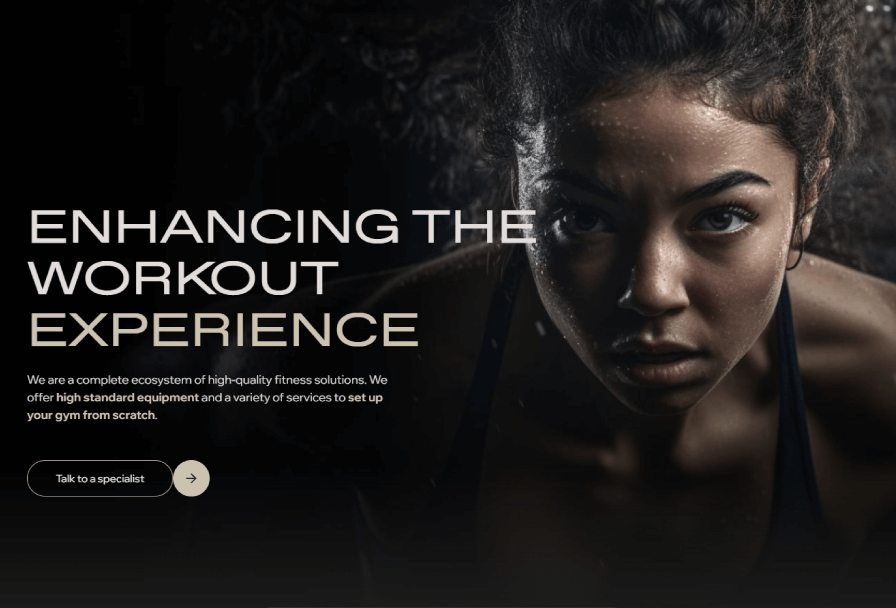 ENHANCING THE
WORKOUT
EXPERIENCE
We are a complete ecosystem of high-quality fitness solutions. We
offer high standard equipment and a variety of services to set up
your gym from scratch.
Talk to a specialist